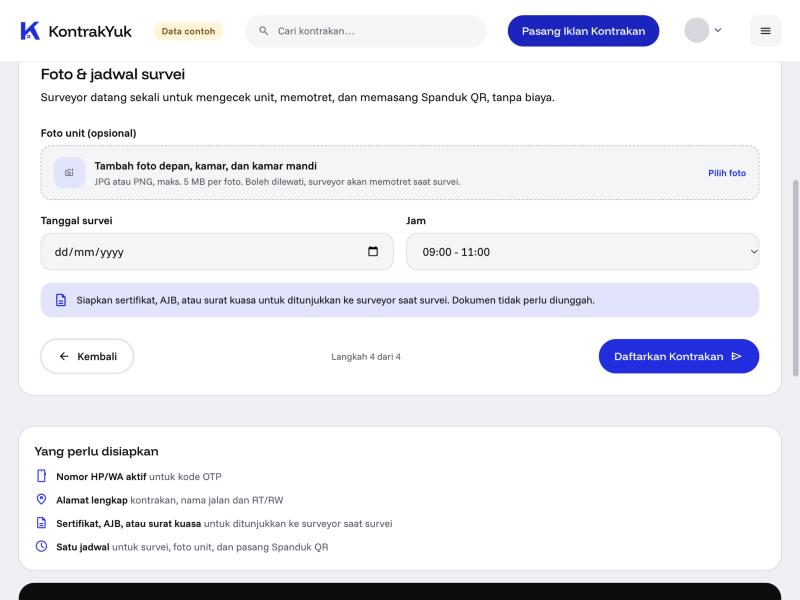 KontrakYuk
Data contoh
Cari kontrakan...
Pasang Iklan Kontrakan
Foto & jadwal survei
Surveyor datang sekali untuk mengecek unit, memotret, dan memasang Spanduk QR, tanpa biaya.
Foto unit (opsional)
Tambah foto depan, kamar, dan kamar mandi
JPG atau PNG, maks. 5 MB per foto. Boleh dilewati, surveyor akan memotret saat survei.
Pilih foto
Tanggal survei
Jam
dd/mm/yyyy
09:00 - 11:00
Siapkan sertifikat, AJB, atau surat kuasa untuk ditunjukkan ke surveyor saat survei. Dokumen tidak perlu diunggah.
Kembali
Langkah 4 dari 4
Daftarkan Kontrakan
Yang perlu disiapkan
Nomor HP/WA aktif untuk kode OTP
Alamat lengkap kontrakan, nama jalan dan RT/RW
Sertifikat, AJB, atau surat kuasa untuk ditunjukkan ke surveyor saat survei
Satu jadwal untuk survei, foto unit, dan pasang Spanduk QR